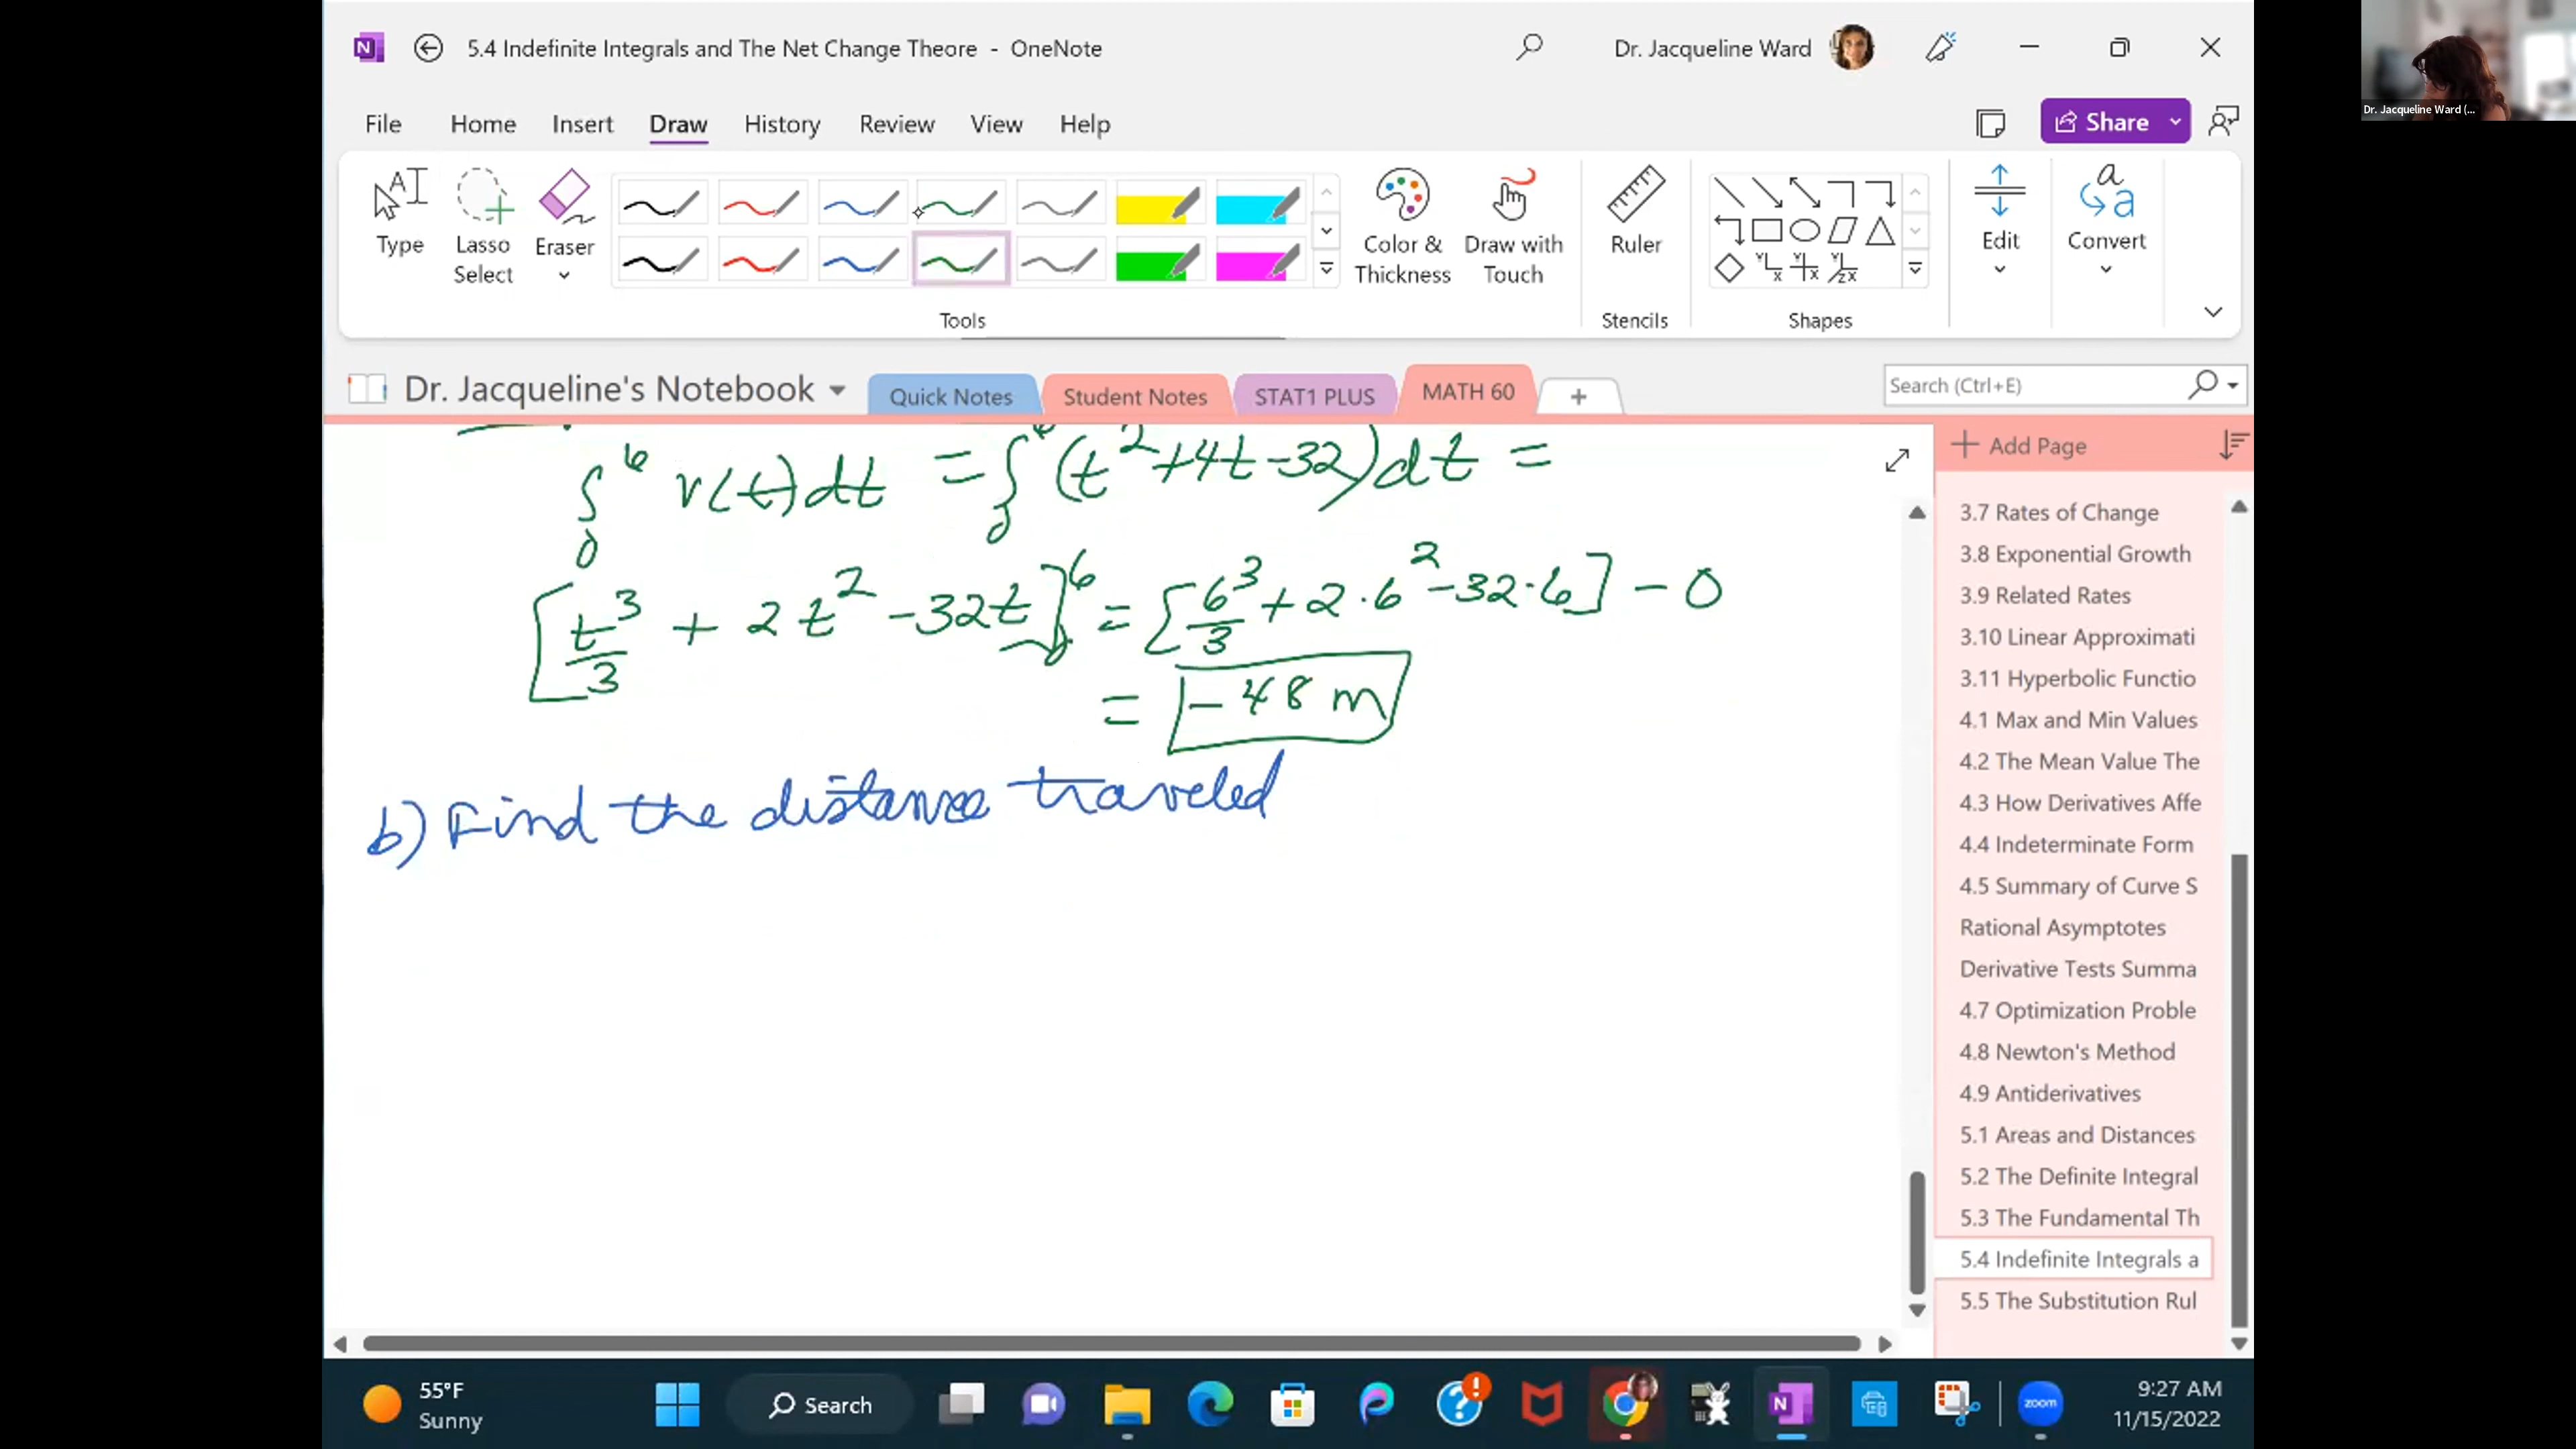 5.4 Indefinite Integrals and The Net Change Theore - OneNote
Dr. Jacqueline Ward
Dr. Jacqueline Ward (...
File Home Insert Draw History Review View Help
Share
Type
Lasso Select
Eraser
Color & Thickness
Draw with Touch
Ruler
Edit
Convert
Tools
Stencils
Shapes
Dr. Jacqueline's Notebook
Quick Notes
Student Notes
STAT1 PLUS
MATH 60
Search (Ctrl+E)
∫₀⁶ v(t)dt = ∫₀⁶ (t²+4t-32)dt =
[t³/3 + 2t² - 32t]₀⁶ = [6³/3 + 2·6² - 32·6] - 0
= -48 m
b) Find the distance traveled
Add Page
3.7 Rates of Change
3.8 Exponential Growth
3.9 Related Rates
3.10 Linear Approximati
3.11 Hyperbolic Functio
4.1 Max and Min Values
4.2 The Mean Value The
4.3 How Derivatives Affe
4.4 Indeterminate Form
4.5 Summary of Curve S
Rational Asymptotes
Derivative Tests Summa
4.7 Optimization Proble
4.8 Newton's Method
4.9 Antiderivatives
5.1 Areas and Distances
5.2 The Definite Integral
5.3 The Fundamental Th
5.4 Indefinite Integrals a
5.5 The Substitution Rul
55°F
Sunny
Search
zoom
9:27 AM
11/15/2022